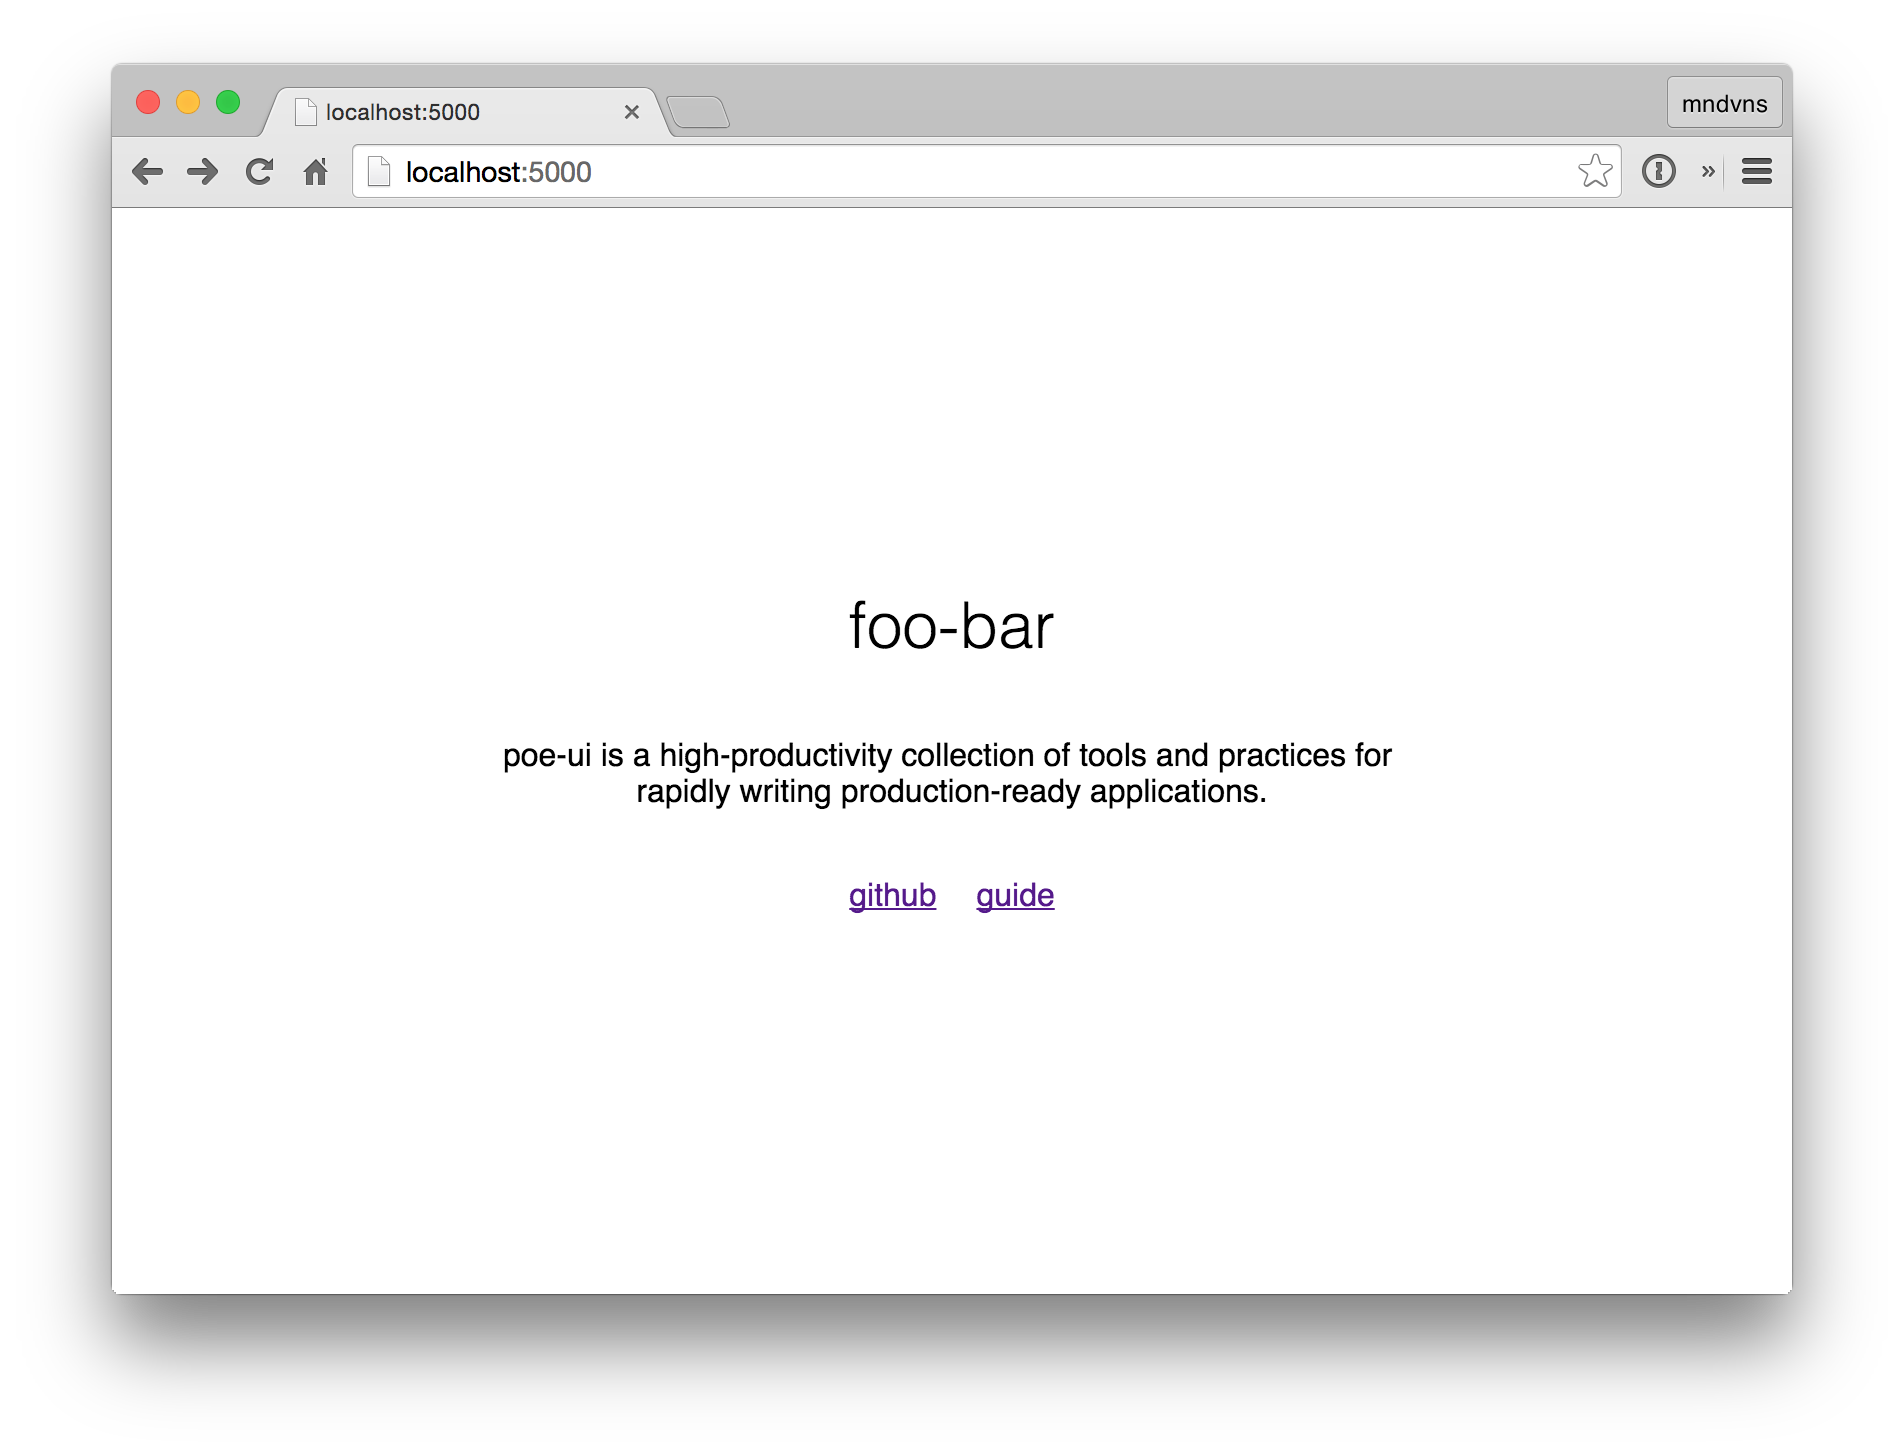 localhost:5000
mndvns
localhost:5000
foo-bar
poe-ui is a high-productivity collection of tools and practices for
rapidly writing production-ready applications.
github guide